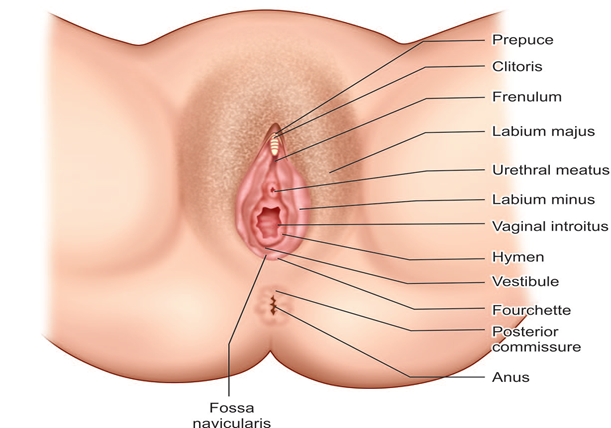 Prepuce
Clitoris
Frenulum
Labium majus
Urethral meatus
Labium minus
Vaginal introitus
Hymen
Vestibule
Fourchette
Posterior
commissure
Anus
Fossa
navicularis